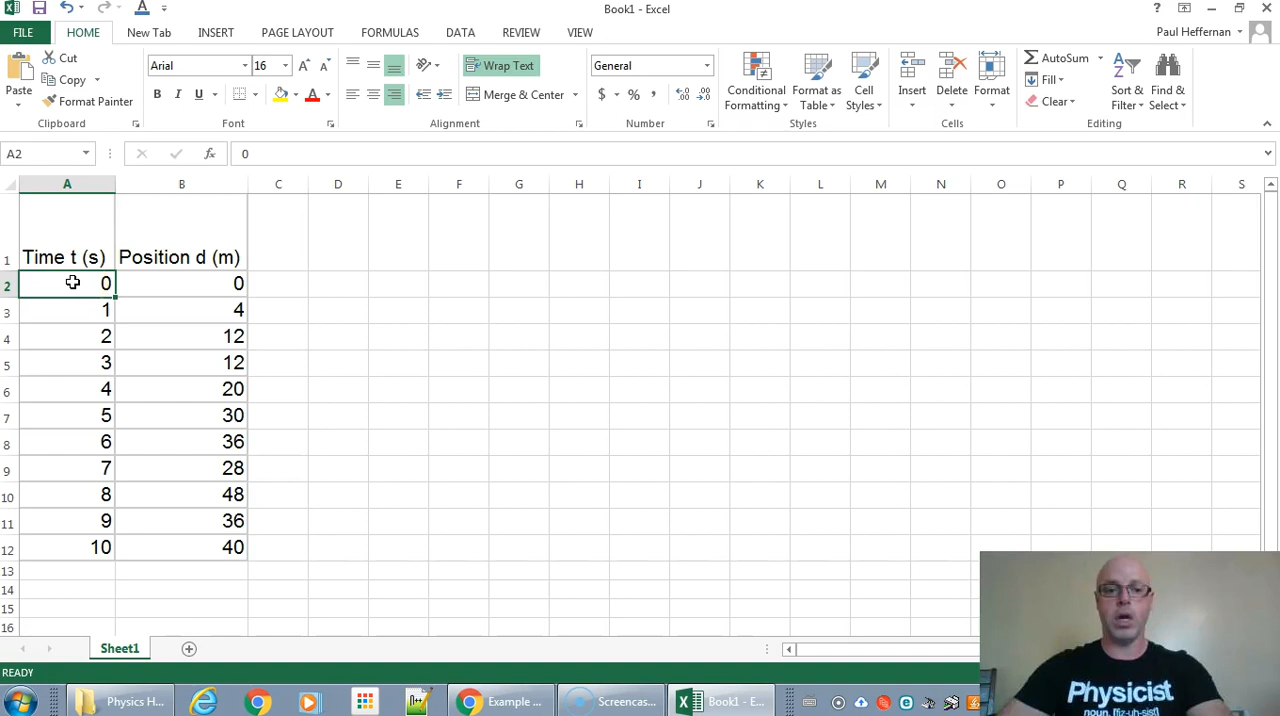 Book1 - Excel
FILE HOME New Tab INSERT PAGE LAYOUT FORMULAS DATA REVIEW VIEW Paul Heffernan
Paste Cut Copy Format Painter Clipboard
Arial 16 B I U A Font
Wrap Text Merge & Center Alignment
General $ % , Number
Conditional Formatting Format as Table Cell Styles Styles
Insert Delete Format Cells
AutoSum Fill Clear Sort & Filter Find & Select Editing
A2 fx 0
A B C D E F G H I J K L M N O P Q R S
1 Time t (s) Position d (m)
2 0 0
3 1 4
4 2 12
5 3 12
6 4 20
7 5 30
8 6 36
9 7 28
10 8 48
11 9 36
12 10 40
13
14
15
16
Sheet1
READY
Physics H... Example ... Screencas... Book1 - E...
Physicist
noun. [fiz-uh-sist]